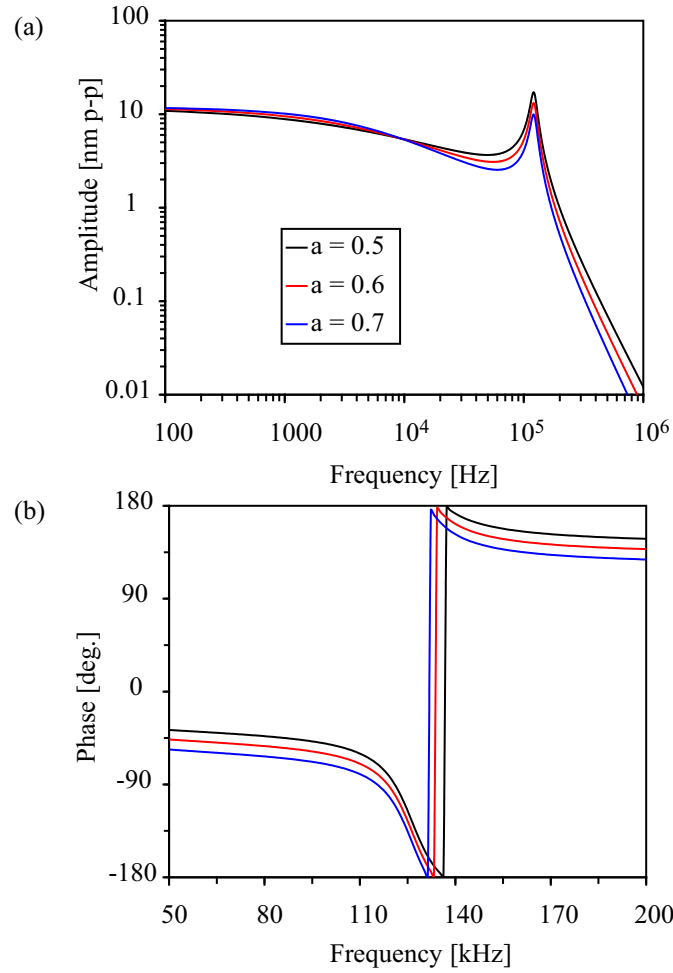 (a)
Amplitude [nm p-p]
100
10
1
0.1
0.01
a = 0.5
a = 0.6
a = 0.7
100 1000 10⁴ 10⁵ 10⁶
Frequency [Hz]
(b)
Phase [deg.]
180
90
0
-90
-180
50 80 110 140 170 200
Frequency [kHz]